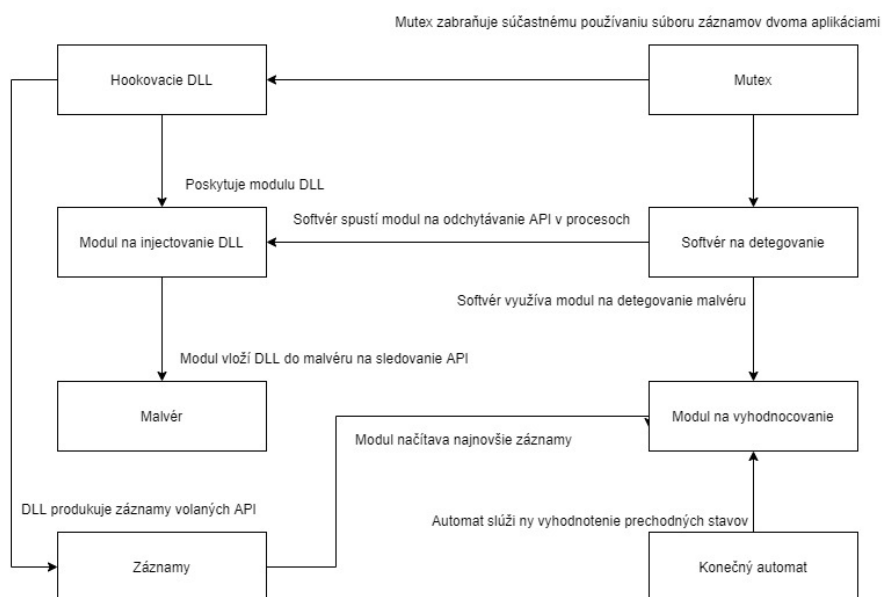 Mutex zabraňuje súčastnému používaniu súboru záznamov dvoma aplikáciami
Hookovacie DLL
Mutex
Poskytuje modulu DLL
Softvér spustí modul na odchytávanie API v procesoch
Modul na injectovanie DLL
Softvér na detegovanie
Softvér využíva modul na detegovanie malvéru
Modul vloží DLL do malvéru na sledovanie API
Malvér
Modul na vyhodnocovanie
Modul načítava najnovšie záznamy
DLL produkuje záznamy volaných API
Automat slúži ny vyhodnotenie prechodných stavov
Záznamy
Konečný automat